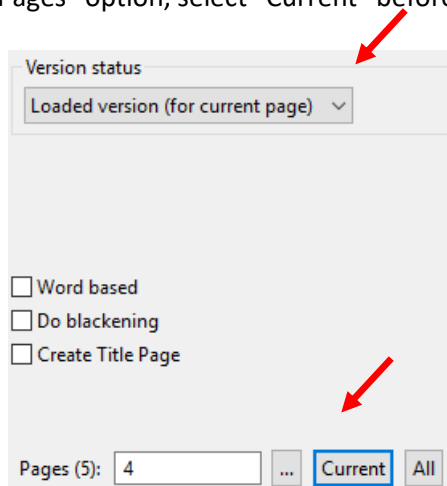 Pages" option, select "Current" before
Version status
Loaded version (for current page)
Word based
Do blackening
Create Title Page
Pages (5): 4 ... Current All